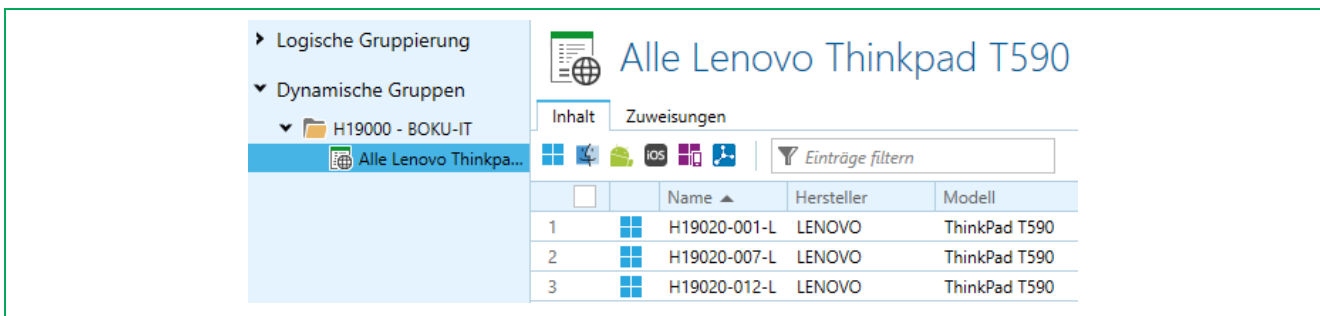 Logische Gruppierung
Dynamische Gruppen
H19000 - BOKU-IT
Alle Lenovo Thinkpa...
Alle Lenovo Thinkpad T590
Inhalt Zuweisungen
iOS Einträge filtern
Name Hersteller Modell
1 H19020-001-L LENOVO ThinkPad T590
2 H19020-007-L LENOVO ThinkPad T590
3 H19020-012-L LENOVO ThinkPad T590